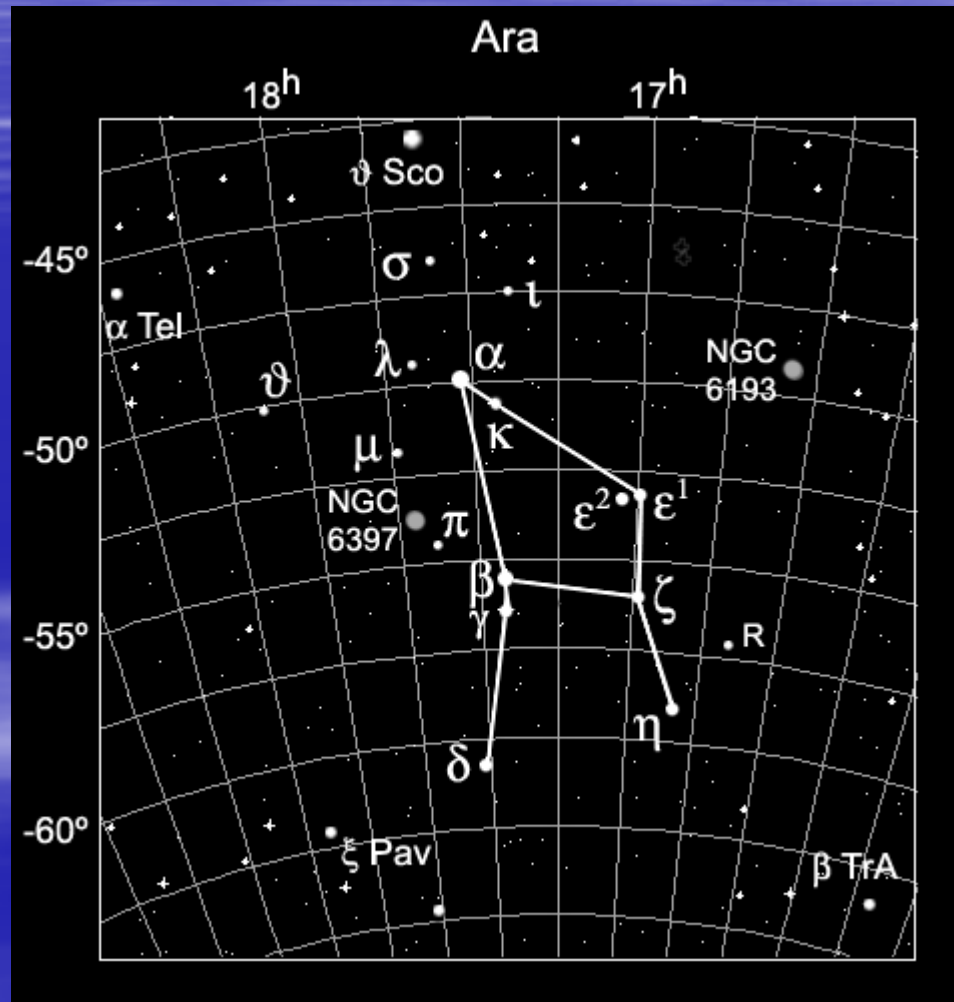 Ara
18h
17h
ϑ Sco
-45º
σ
ι
α Tel
λ
α
NGC
6193
ϑ
κ
-50º
μ
NGC
6397
ε2
ε1
π
β
ζ
γ
-55º
R
η
δ
-60º
ξ Pav
β TrA